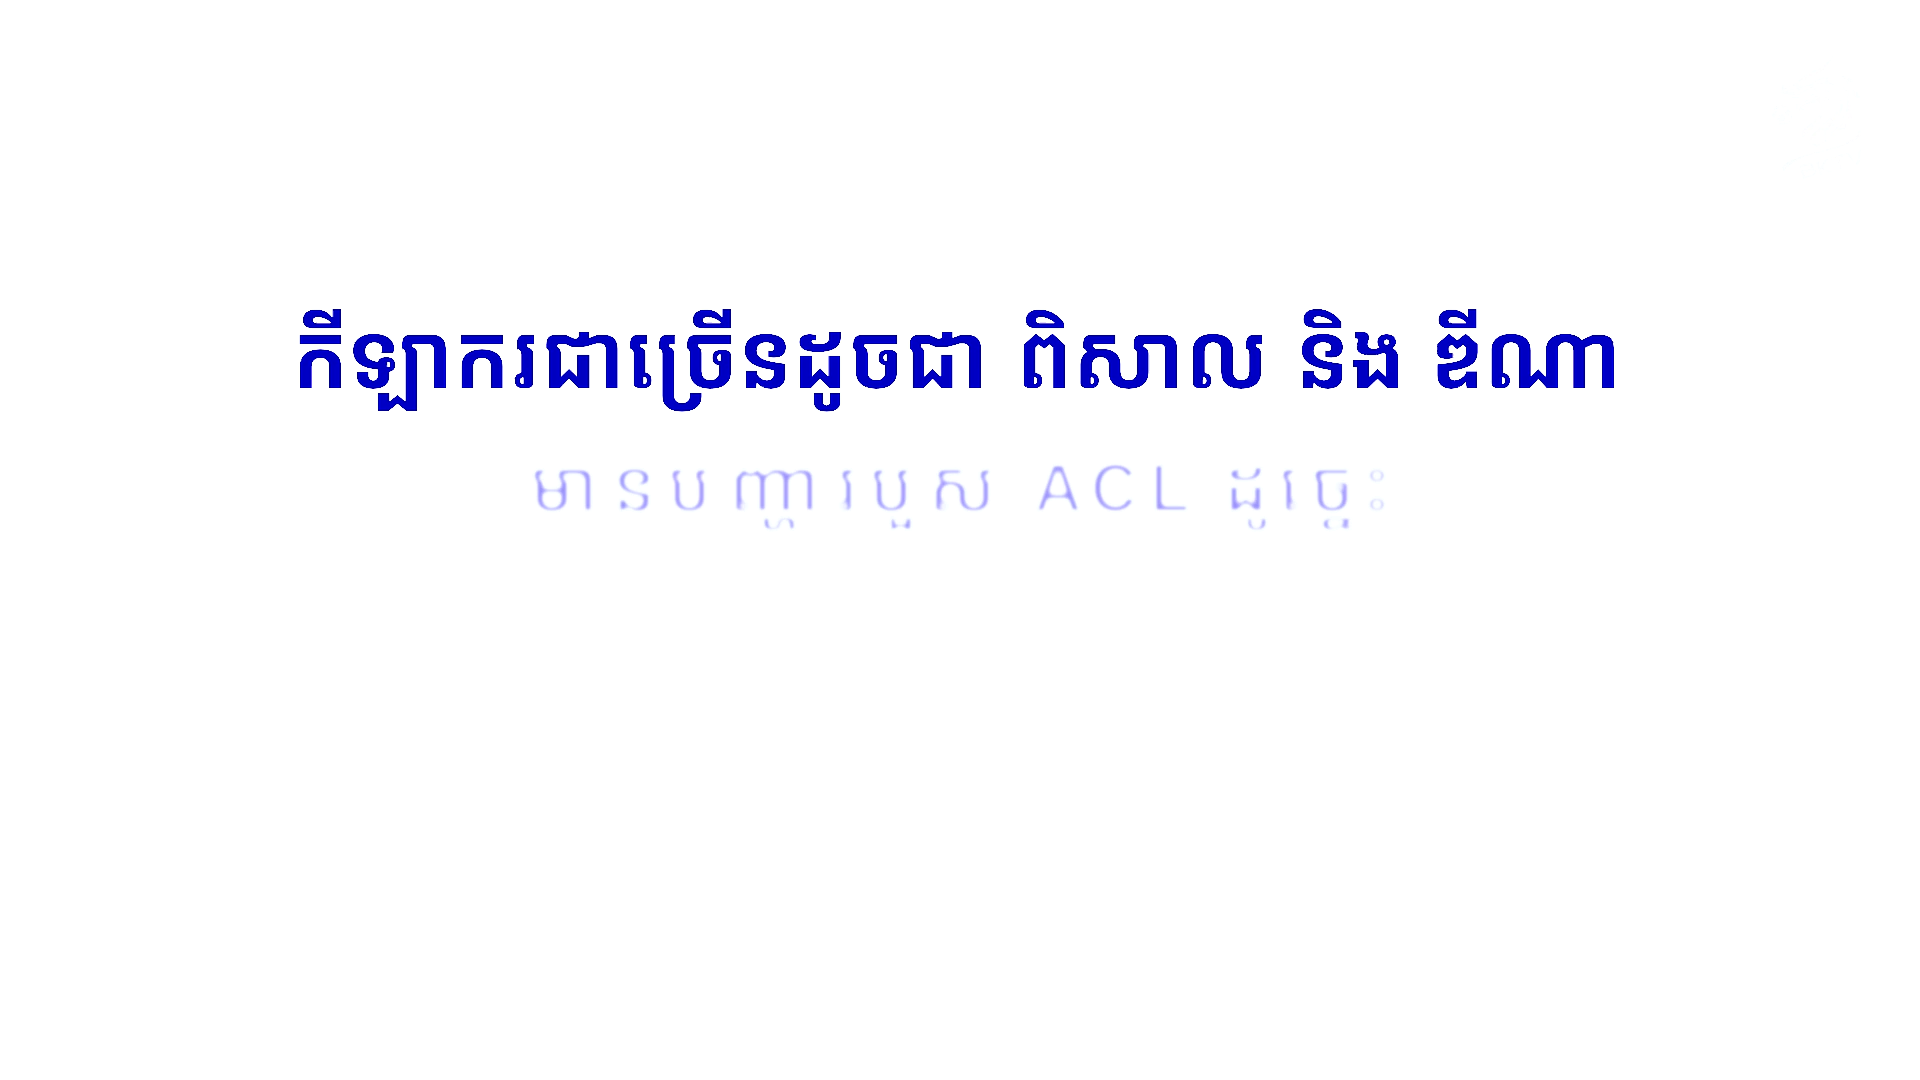 កីឡាករជាច្រើនដូចជា ពិសាល និង ឌីណា
មានបញ្ហារបួស ACL ដូច្នេះ